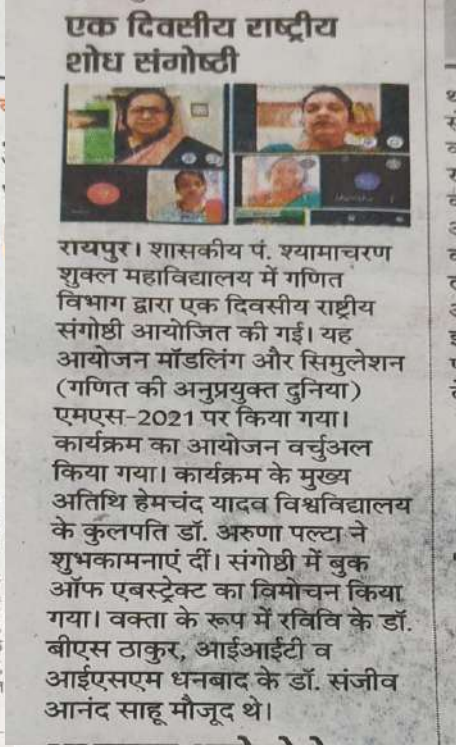 एक दिवसीय राष्ट्रीय
शोध संगोष्ठी
रायपुर। शासकीय पं. श्यामाचरण
शुक्ल महाविद्यालय में गणित
विभाग द्वारा एक दिवसीय राष्ट्रीय
संगोष्ठी आयोजित की गई। यह
आयोजन मॉडलिंग और सिमुलेशन
(गणित की अनुप्रयुक्त दुनिया)
एमएस-2021 पर किया गया।
कार्यक्रम का आयोजन वर्चुअल
किया गया। कार्यक्रम के मुख्य
अतिथि हेमचंद यादव विश्वविद्यालय
के कुलपति डॉ. अरुणा पल्टा ने
शुभकामनाएं दीं। संगोष्ठी में बुक
ऑफ एबस्ट्रेक्ट का विमोचन किया
गया। वक्ता के रूप में रविवि के डॉ.
बीएस ठाकुर, आईआईटी व
आईएसएम धनबाद के डॉ. संजीव
आनंद साहू मौजूद थे।